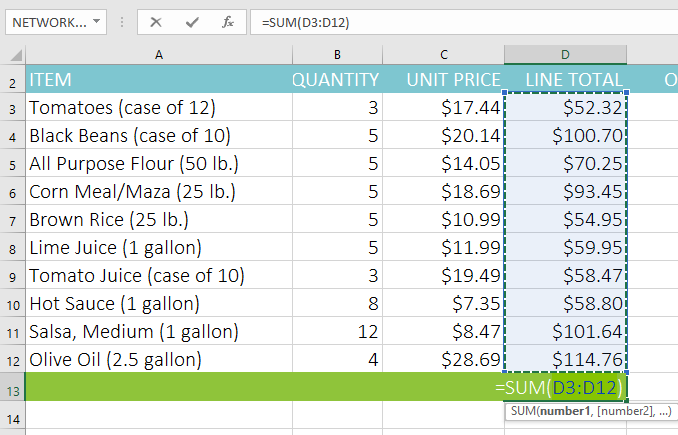 NETWORK... fx =SUM(D3:D12)
A B C D
2 ITEM QUANTITY UNIT PRICE LINE TOTAL O
3 Tomatoes (case of 12) 3 $17.44 $52.32
4 Black Beans (case of 10) 5 $20.14 $100.70
5 All Purpose Flour (50 lb.) 5 $14.05 $70.25
6 Corn Meal/Maza (25 lb.) 5 $18.69 $93.45
7 Brown Rice (25 lb.) 5 $10.99 $54.95
8 Lime Juice (1 gallon) 5 $11.99 $59.95
9 Tomato Juice (case of 10) 3 $19.49 $58.47
10 Hot Sauce (1 gallon) 8 $7.35 $58.80
11 Salsa, Medium (1 gallon) 12 $8.47 $101.64
12 Olive Oil (2.5 gallon) 4 $28.69 $114.76
13 =SUM(D3:D12)
SUM(number1, [number2], ...)
14